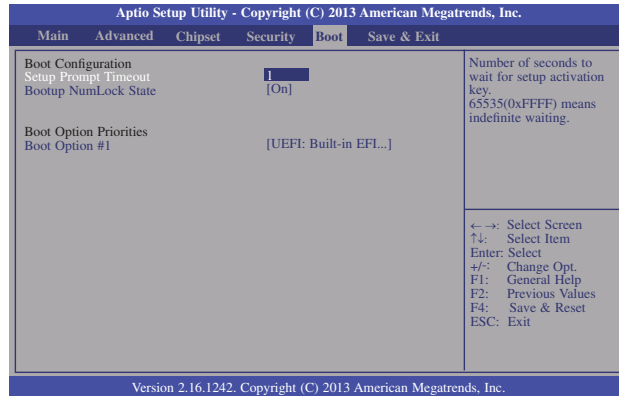 Aptio Setup Utility - Copyright (C) 2013 American Megatrends, Inc.
Main Advanced Chipset Security Boot Save & Exit
Boot Configuration
Setup Prompt Timeout 1
Bootup NumLock State [On]
Boot Option Priorities
Boot Option #1 [UEFI: Built-in EFI...]
Number of seconds to
wait for setup activation
key.
65535(0xFFFF) means
indefinite waiting.
←→: Select Screen
↑↓: Select Item
Enter: Select
+/-: Change Opt.
F1: General Help
F2: Previous Values
F4: Save & Reset
ESC: Exit
Version 2.16.1242. Copyright (C) 2013 American Megatrends, Inc.